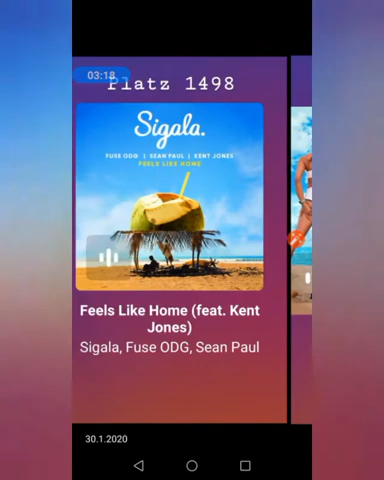 03:18
Platz 1498
Sigala.
FUSE ODG | SEAN PAUL | KENT JONES
FEELS LIKE HOME
Feels Like Home (feat. Kent
Jones)
Sigala, Fuse ODG, Sean Paul
30.1.2020